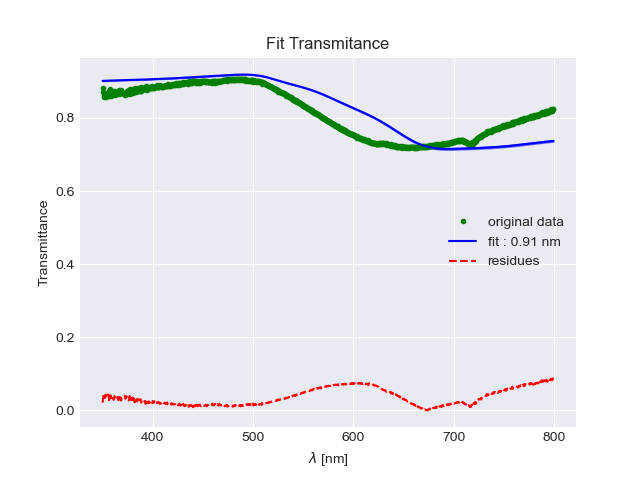 Fit Transmitance
Transmittance
0.8
0.6
0.4
0.2
0.0
original data
fit : 0.91 nm
residues
400 500 600 700 800
λ [nm]